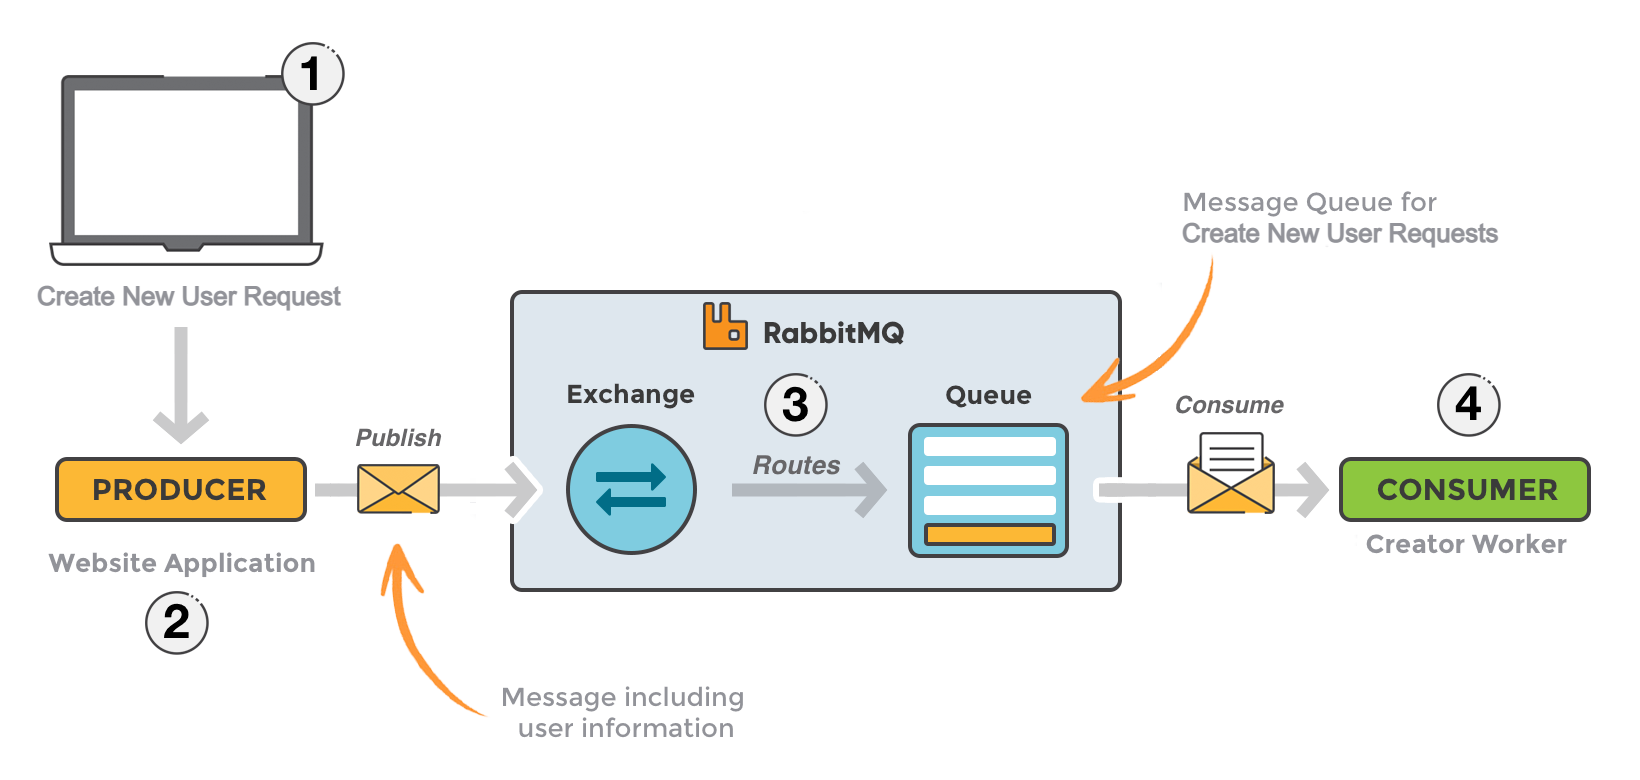 1
Create New User Request
PRODUCER
Website Application
2
Publish
Message including
user information
RabbitMQ
Exchange
3
Routes
Queue
Message Queue for
Create New User Requests
Consume
4
CONSUMER
Creator Worker